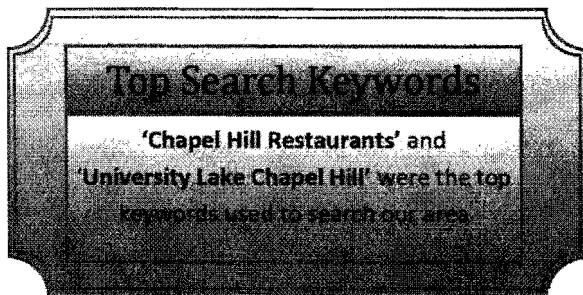 Top Search Keywords
'Chapel Hill Restaurants' and
'University Lake Chapel Hill' were the top
keywords used to search our area.